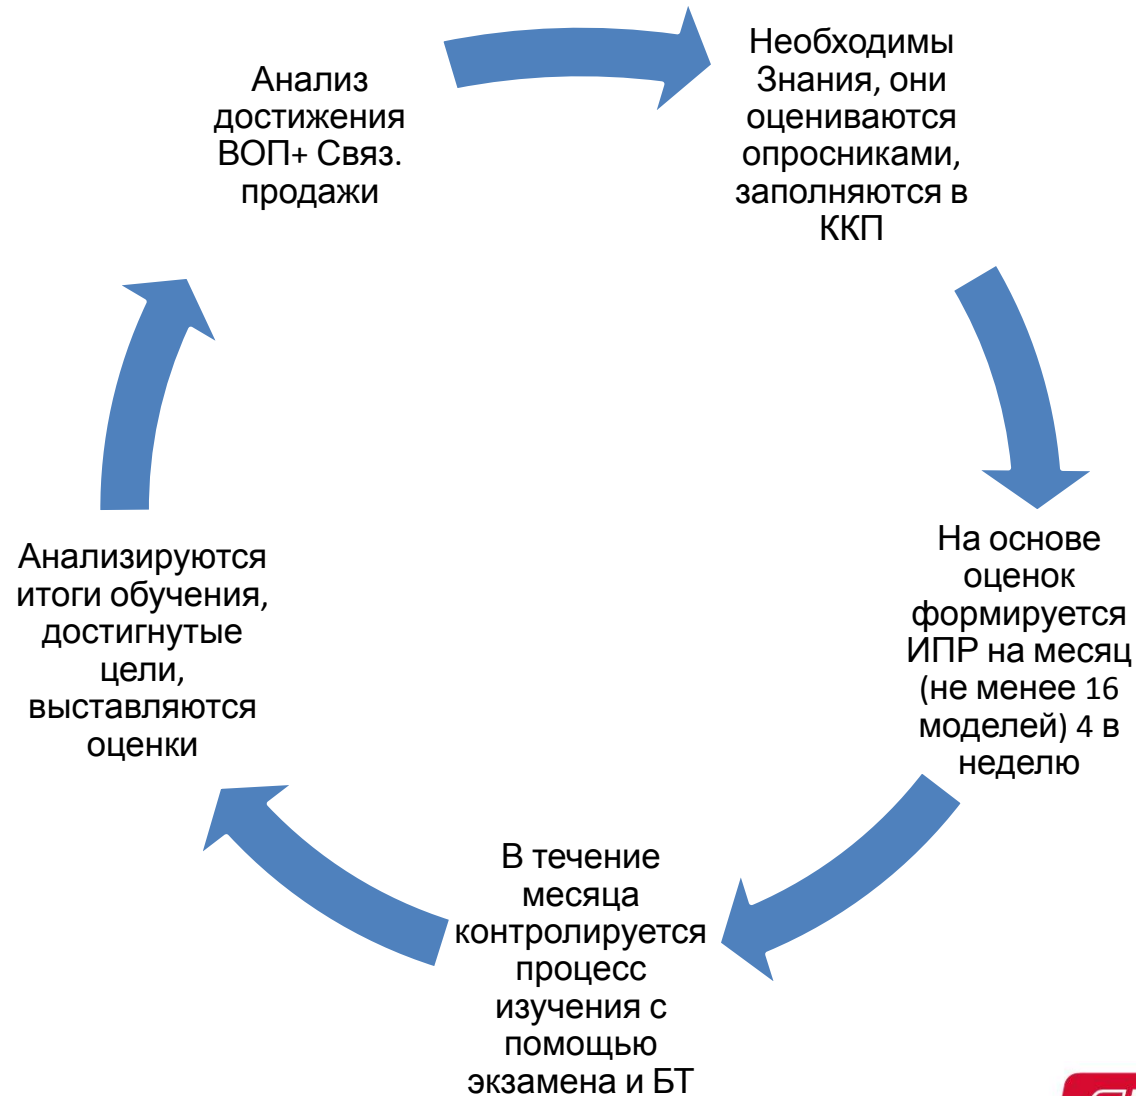 Анализ
достижения
ВОП+ Связ.
продажи
Необходимы
Знания, они
оцениваются
опросниками,
заполняются в
ККП
На основе
оценок
формируется
ИПР на месяц
(не менее 16
моделей) 4 в
неделю
В течение
месяца
контролируется
процесс
изучения с
помощью
экзамена и БТ
Анализируются
итоги обучения,
достигнутые
цели,
выставляются
оценки